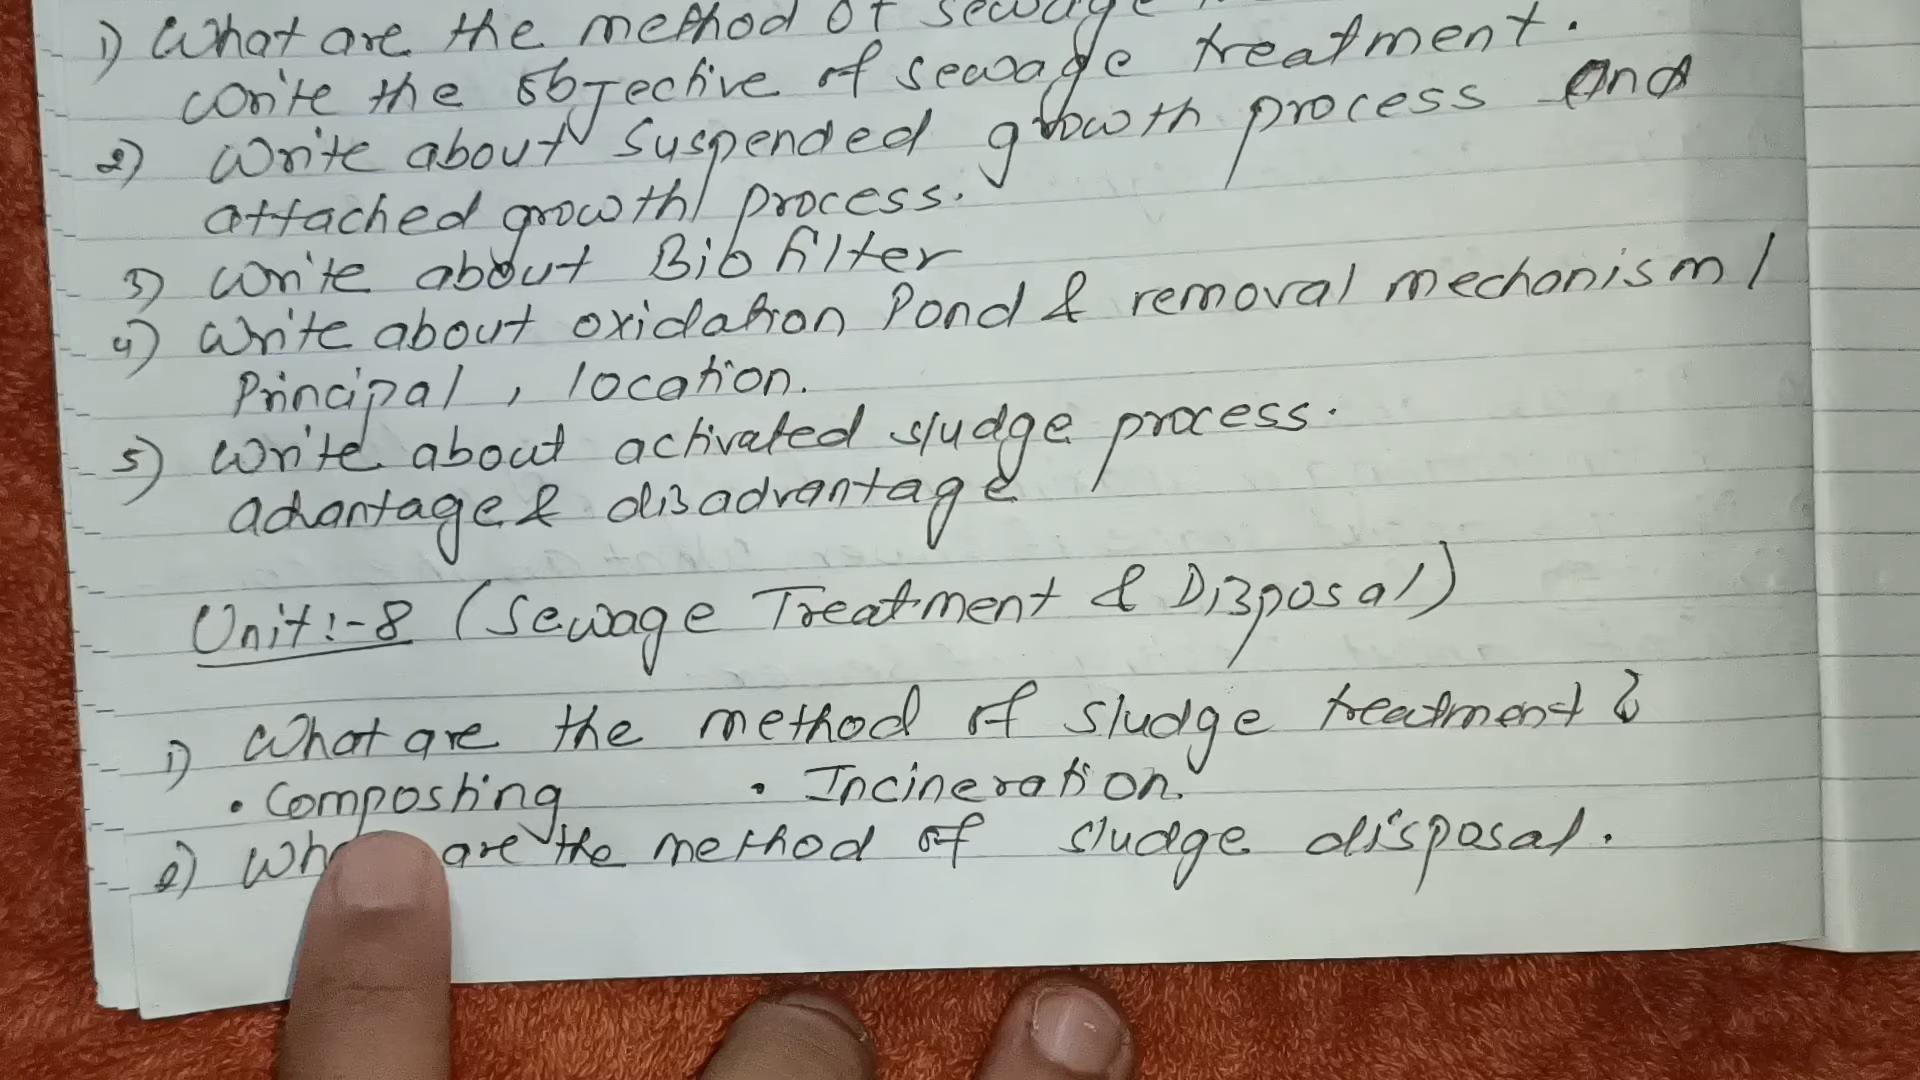 1) What are the method of sewage
write the objective of sewage treatment.
2) Write about suspended growth process and
attached growth process.
3) write about Bio filter
4) write about oxidation Pond & removal mechanism /
Principal , location.
5) write about activated sludge process.
advantage & disadvantage
Unit:-8 (Sewage Treatment & Disposal)
1) What are the method of sludge treatment ?
• Composting • Incineration.
2) Wh are the method of sludge disposal.